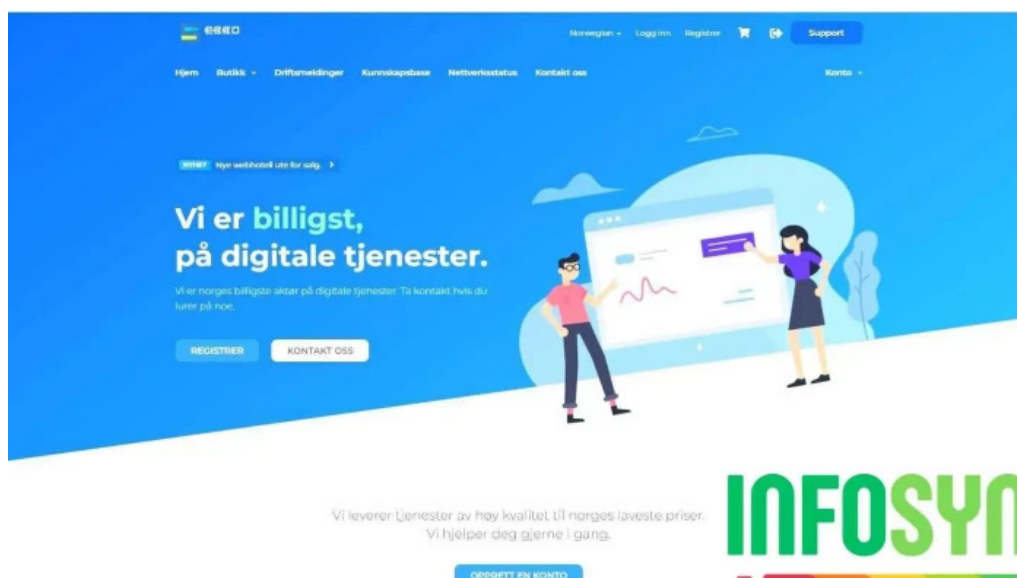 EKKO
Norwegian
Logg inn
Registrer
Support
Hjem
Butikk
Driftsmeldinger
Kunnskapsbase
Nettverksstatus
Kontakt oss
Konto
NYHET Nye webhotell ute for salg.
Vi er billigst,
på digitale tjenester.
Vi er norges billigste aktør på digitale tjenester. Ta kontakt hvis du
lurer på noe.
REGISTRER
KONTAKT OSS
Vi leverer tjenester av høy kvalitet til norges laveste priser.
Vi hjelper deg gjerne i gang.
OPPRETT EN KONTO
INFOSYN